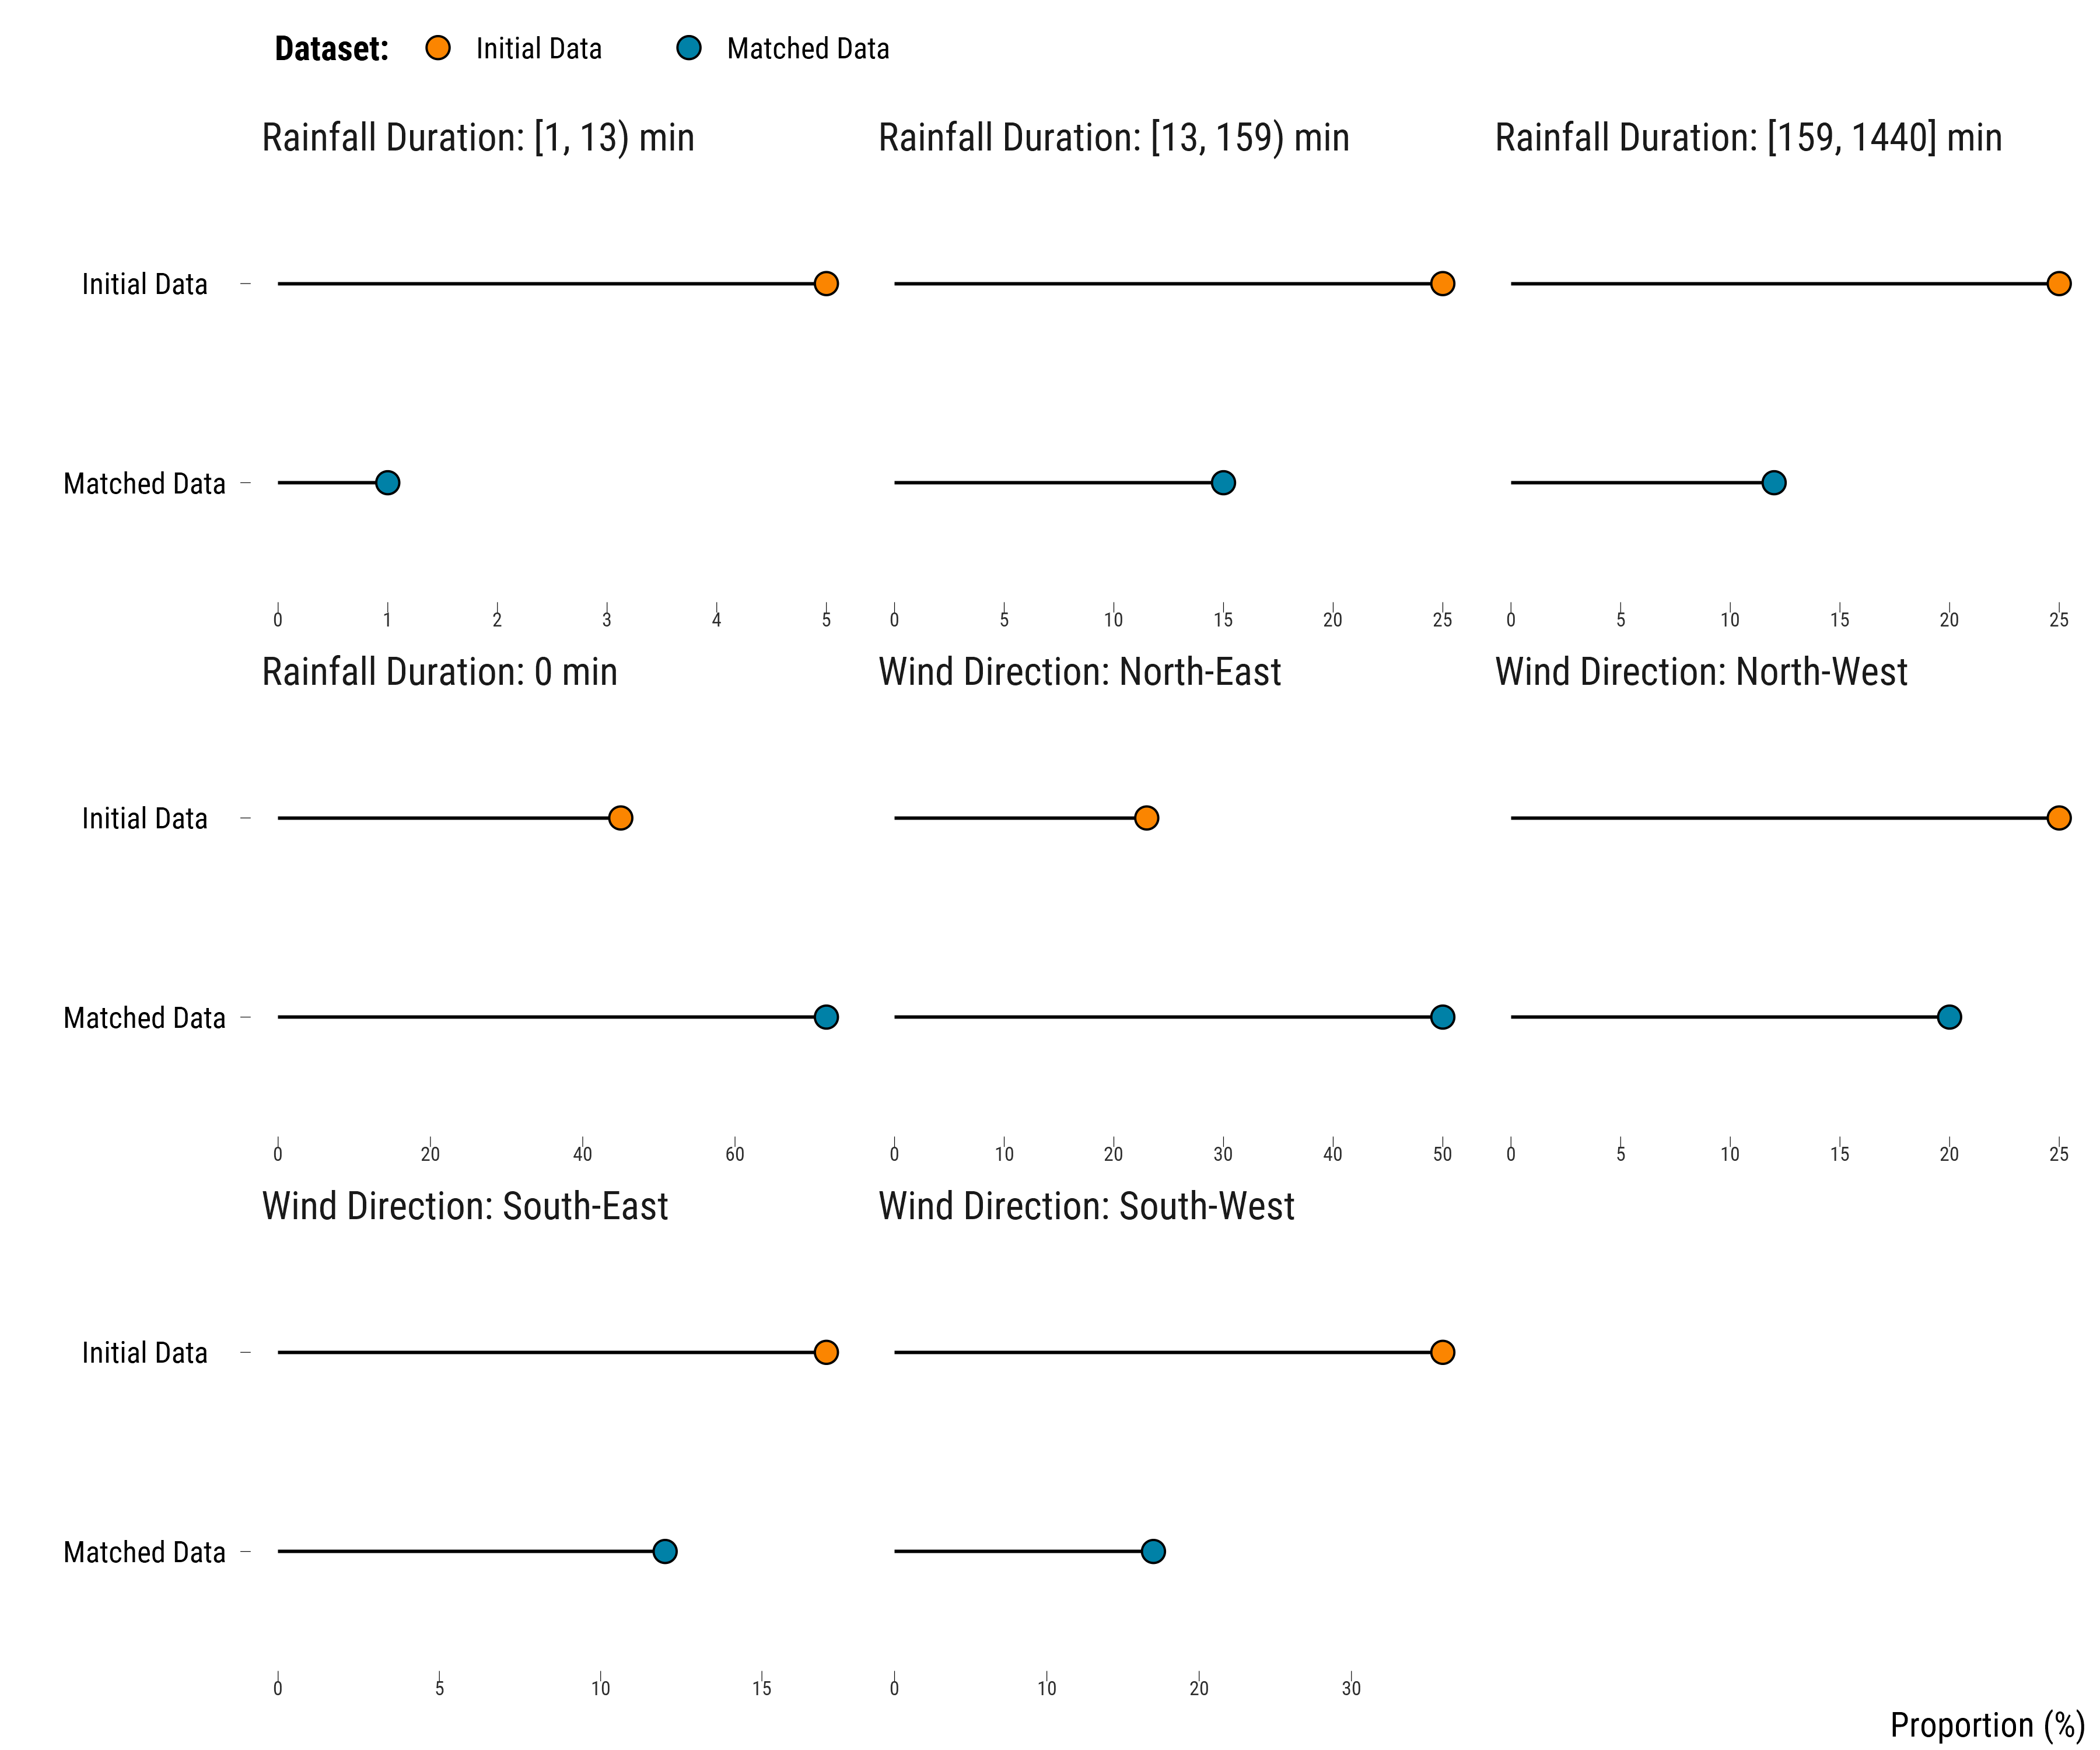 Dataset: Initial Data Matched Data
Rainfall Duration: [1, 13) min Rainfall Duration: [13, 159) min Rainfall Duration: [159, 1440] min
Initial Data
Matched Data
0 1 2 3 4 5 0 5 10 15 20 25 0 5 10 15 20 25
Rainfall Duration: 0 min Wind Direction: North-East Wind Direction: North-West
Initial Data
Matched Data
0 20 40 60 0 10 20 30 40 50 0 5 10 15 20 25
Wind Direction: South-East Wind Direction: South-West
Initial Data
Matched Data
0 5 10 15 0 10 20 30
Proportion (%)